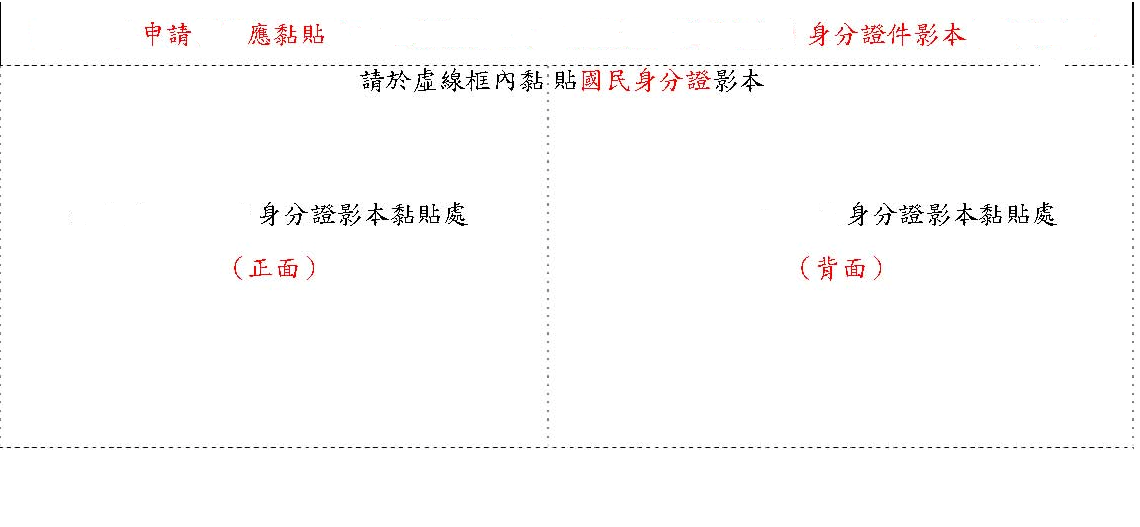 申請 應黏貼 身分證件影本
請於虛線框內黏貼國民身分證影本
身分證影本黏貼處 身分證影本黏貼處
（正面） （背面）